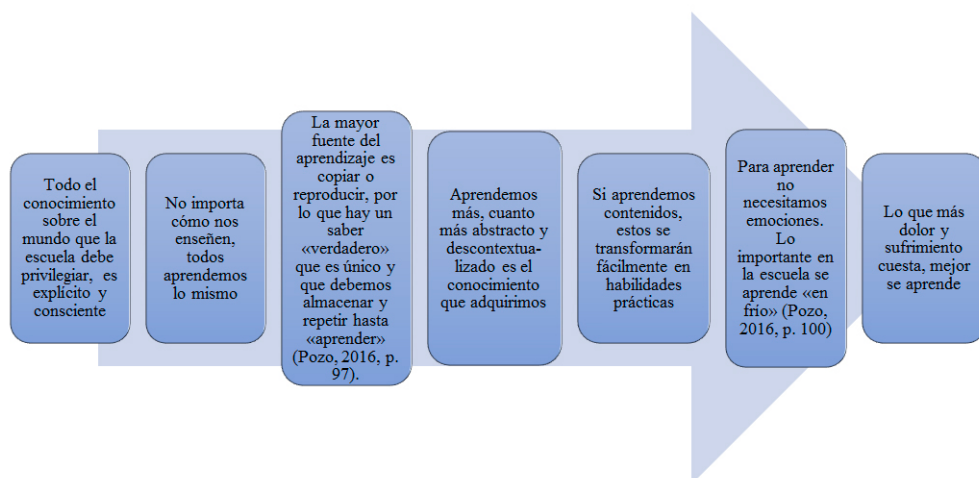 Todo el
conocimiento
sobre el
mundo que la
escuela debe
privilegiar, es
explícito y
consciente
No importa
cómo nos
enseñen,
todos
aprendemos
lo mismo
La mayor
fuente del
aprendizaje es
copiar o
reproducir, por
lo que hay un
saber
«verdadero»
que es único y
que debemos
almacenar y
repetir hasta
«aprender»
(Pozo, 2016, p.
97).
Aprendemos
más, cuanto
más abstracto y
descontextua-
lizado es el
conocimiento
que adquirimos
Si aprendemos
contenidos,
estos se
transformarán
fácilmente en
habilidades
prácticas
Para aprender
no
necesitamos
emociones.
Lo
importante en
la escuela se
aprende «en
frío» (Pozo,
2016, p. 100)
Lo que más
dolor y
sufrimiento
cuesta, mejor
se aprende